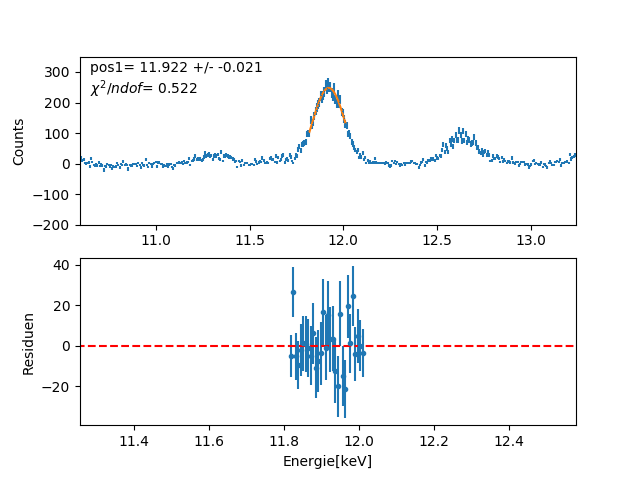 300
200
100
0
−100
−200
Counts
pos1= 11.922 +/- -0.021
χ²/ndof= 0.522
11.0 11.5 12.0 12.5 13.0
40
20
0
−20
Residuen
11.4 11.6 11.8 12.0 12.2 12.4
Energie[keV]